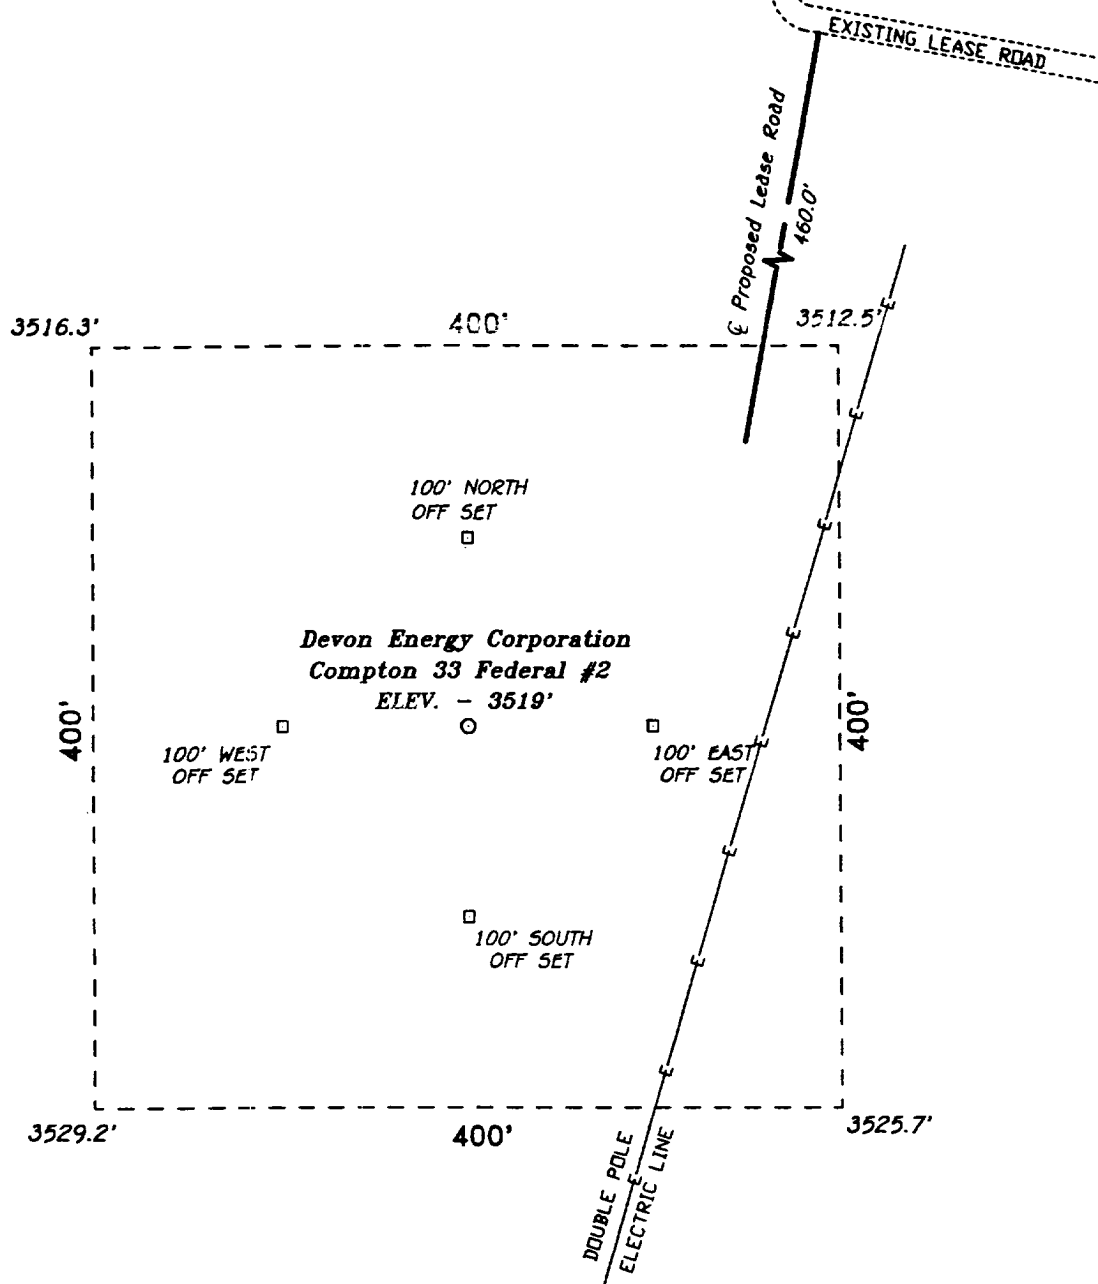 EXISTING LEASE ROAD
℄ Proposed Lease Road
460.0'
3516.3'
400'
3512.5'
100' NORTH
OFF SET
Devon Energy Corporation
Compton 33 Federal #2
ELEV. - 3519'
400'
400'
100' WEST
OFF SET
100' EAST
OFF SET
100' SOUTH
OFF SET
3529.2'
400'
3525.7'
DOUBLE POLE
ELECTRIC LINE
E
E
E
E
E
E
E
E
E